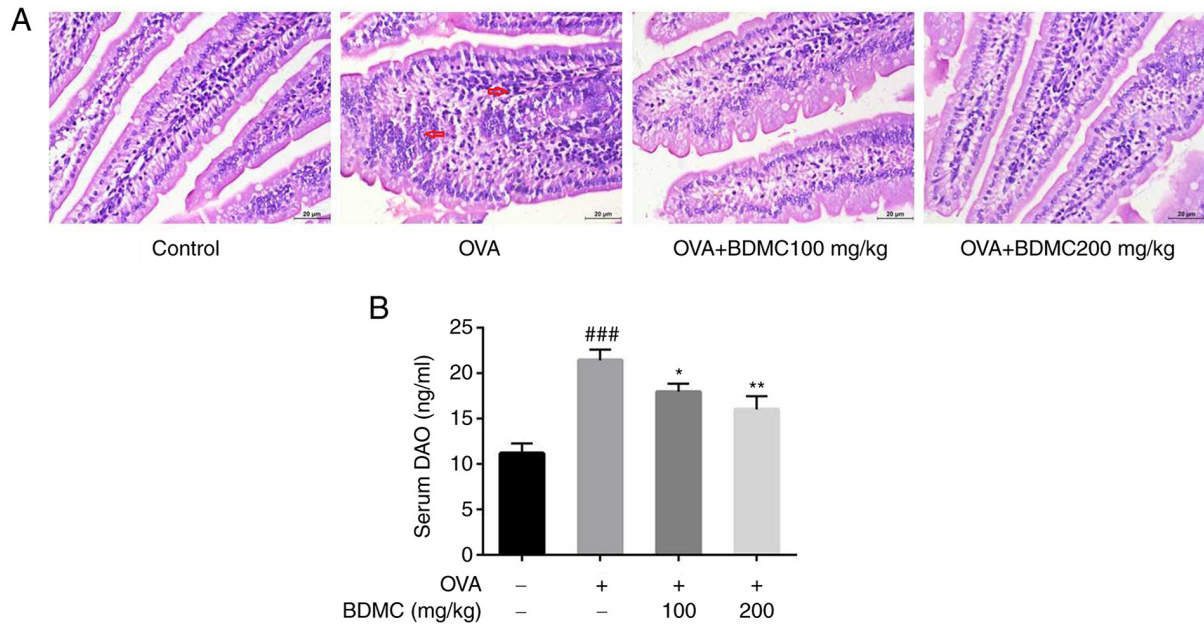 A
20 µm
20 µm
20 µm
20 µm
Control
OVA
OVA+BDMC100 mg/kg
OVA+BDMC200 mg/kg
B
Serum DAO (ng/ml)
25
20
15
10
5
0
###
*
**
OVA – + + +
BDMC (mg/kg) – – 100 200